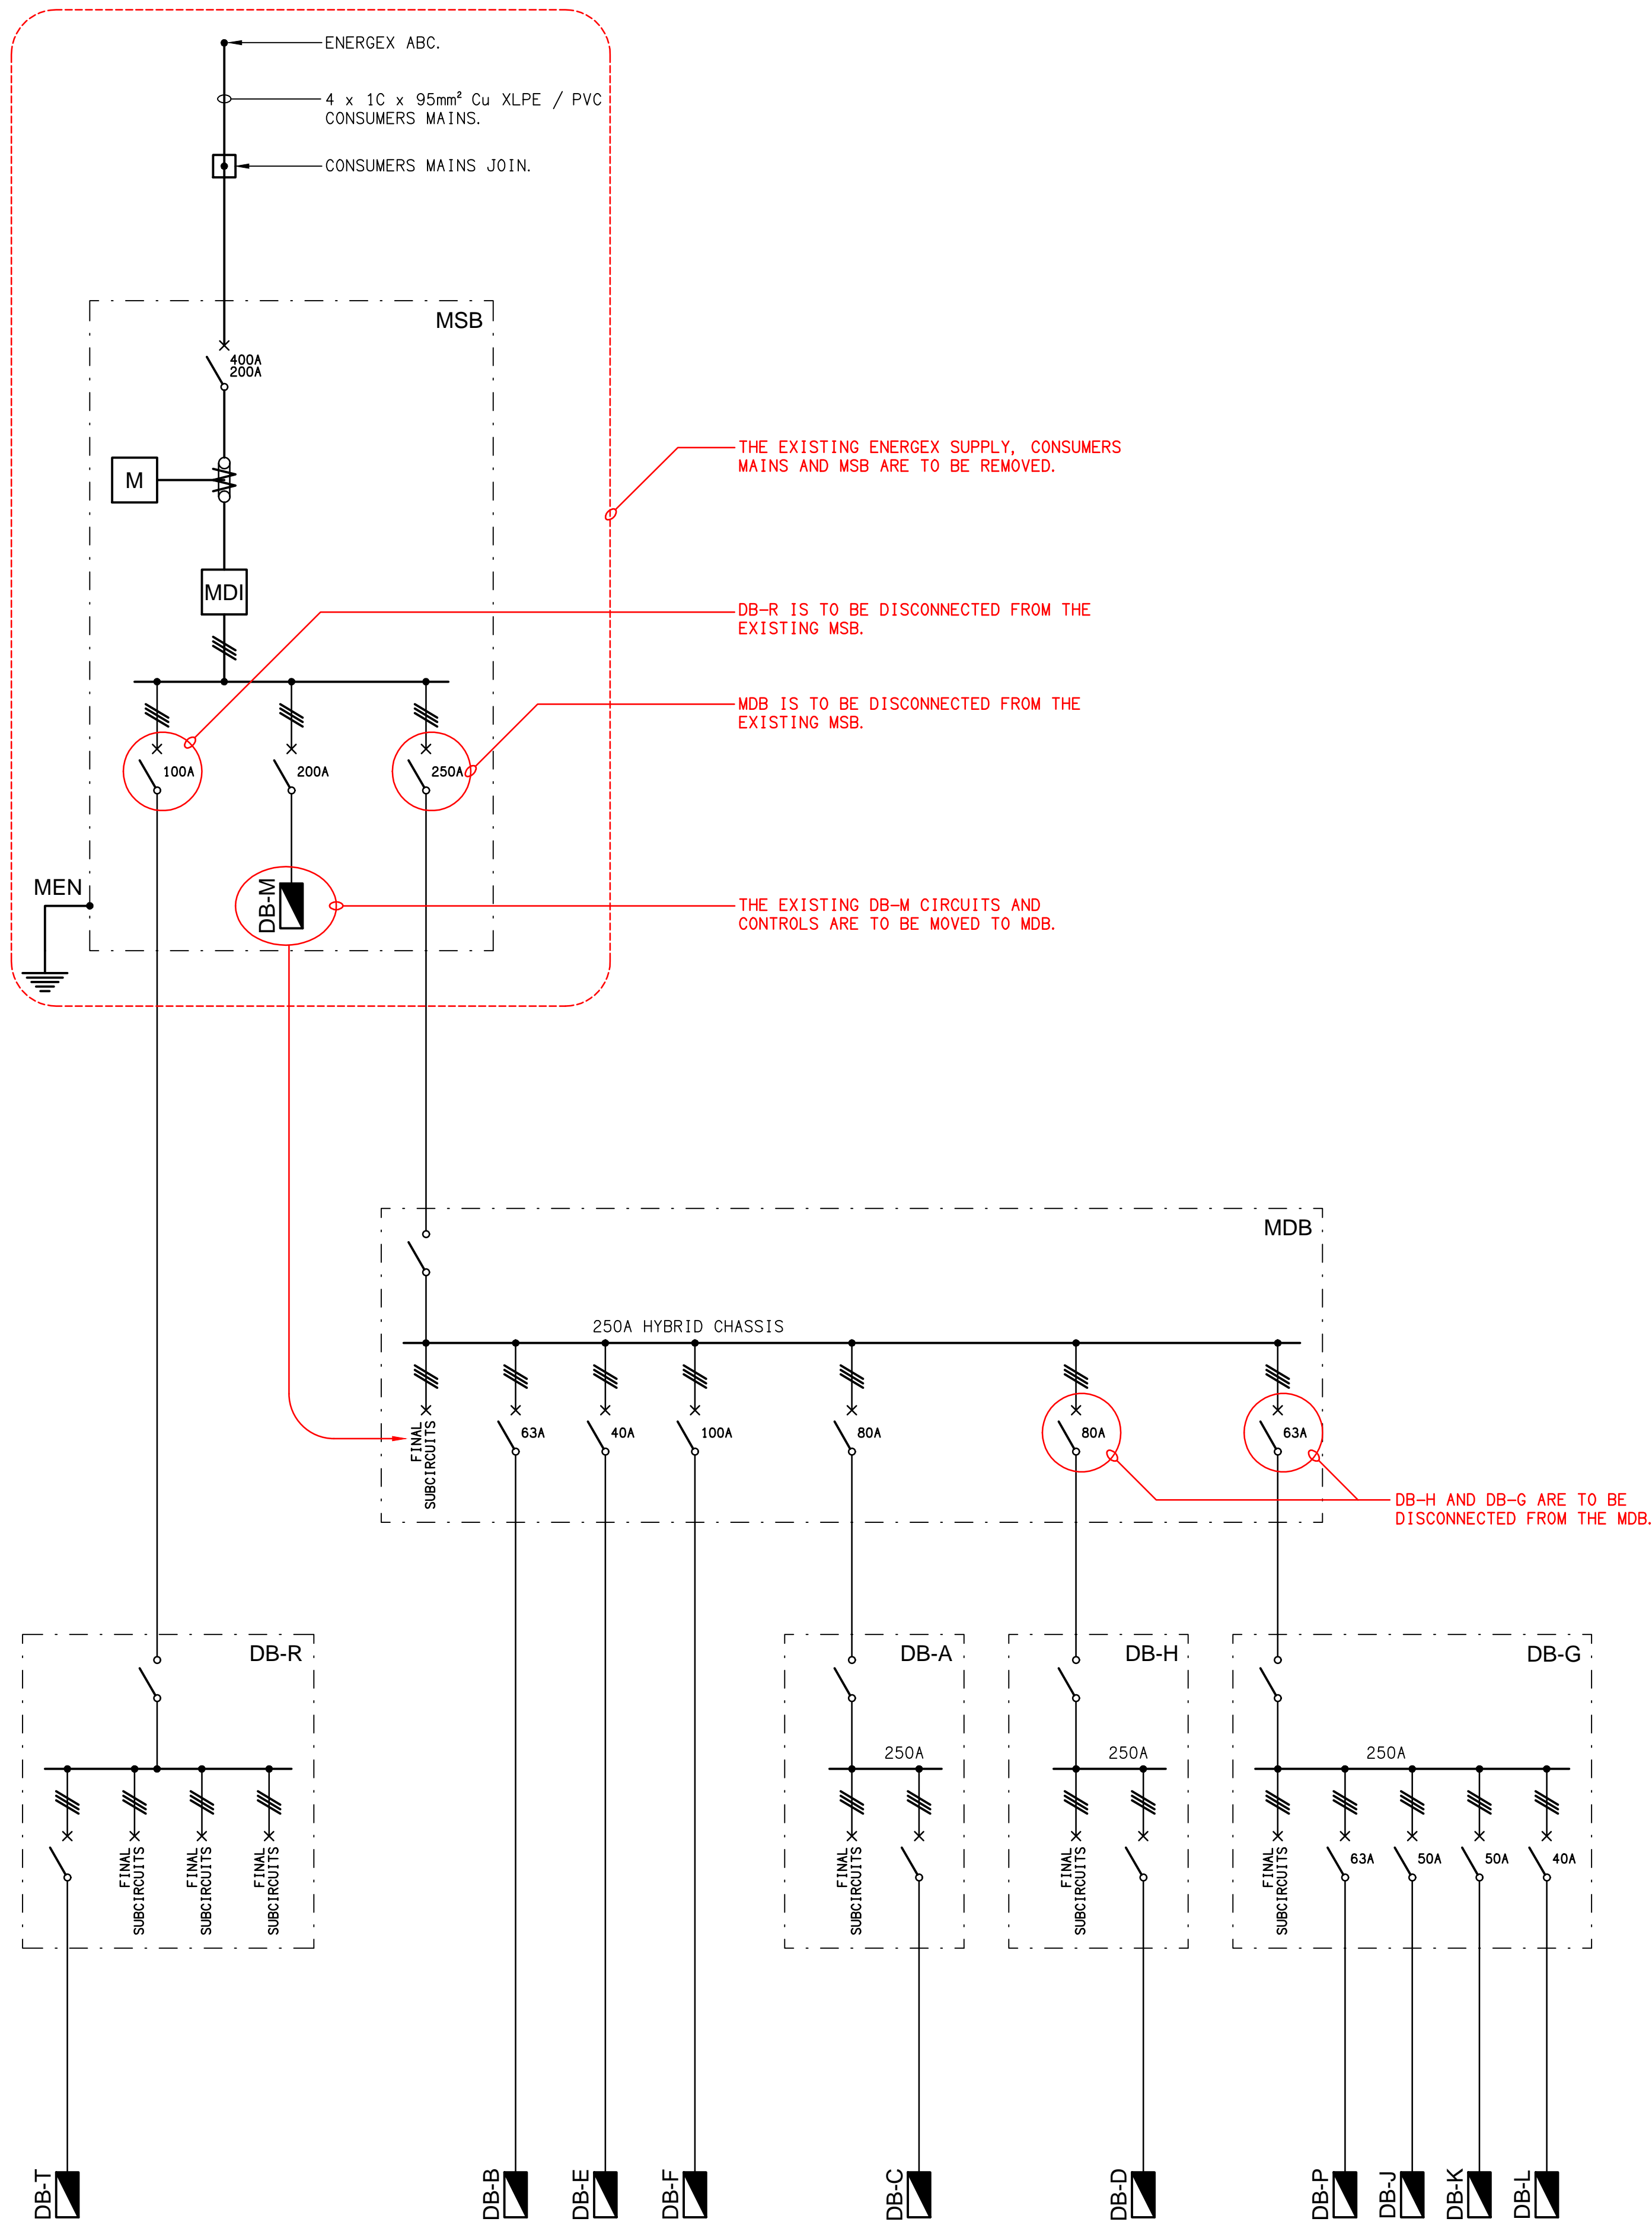 ENERGEX ABC.
4 x 1C x 95mm² Cu XLPE / PVC
CONSUMERS MAINS.
CONSUMERS MAINS JOIN.
MSB
400A
200A
THE EXISTING ENERGEX SUPPLY, CONSUMERS
MAINS AND MSB ARE TO BE REMOVED.
M
MDI
DB-R IS TO BE DISCONNECTED FROM THE
EXISTING MSB.
MDB IS TO BE DISCONNECTED FROM THE
EXISTING MSB.
100A
200A
250A
MEN
DB-M
THE EXISTING DB-M CIRCUITS AND
CONTROLS ARE TO BE MOVED TO MDB.
MDB
250A HYBRID CHASSIS
FINAL
SUBCIRCUITS
63A
40A
100A
80A
80A
63A
DB-H AND DB-G ARE TO BE
DISCONNECTED FROM THE MDB.
DB-R
DB-A
DB-H
DB-G
250A
250A
250A
FINAL
SUBCIRCUITS
FINAL
SUBCIRCUITS
FINAL
SUBCIRCUITS
FINAL
SUBCIRCUITS
FINAL
SUBCIRCUITS
FINAL
SUBCIRCUITS
63A
50A
50A
40A
DB-T
DB-B
DB-E
DB-F
DB-C
DB-D
DB-P
DB-J
DB-K
DB-L